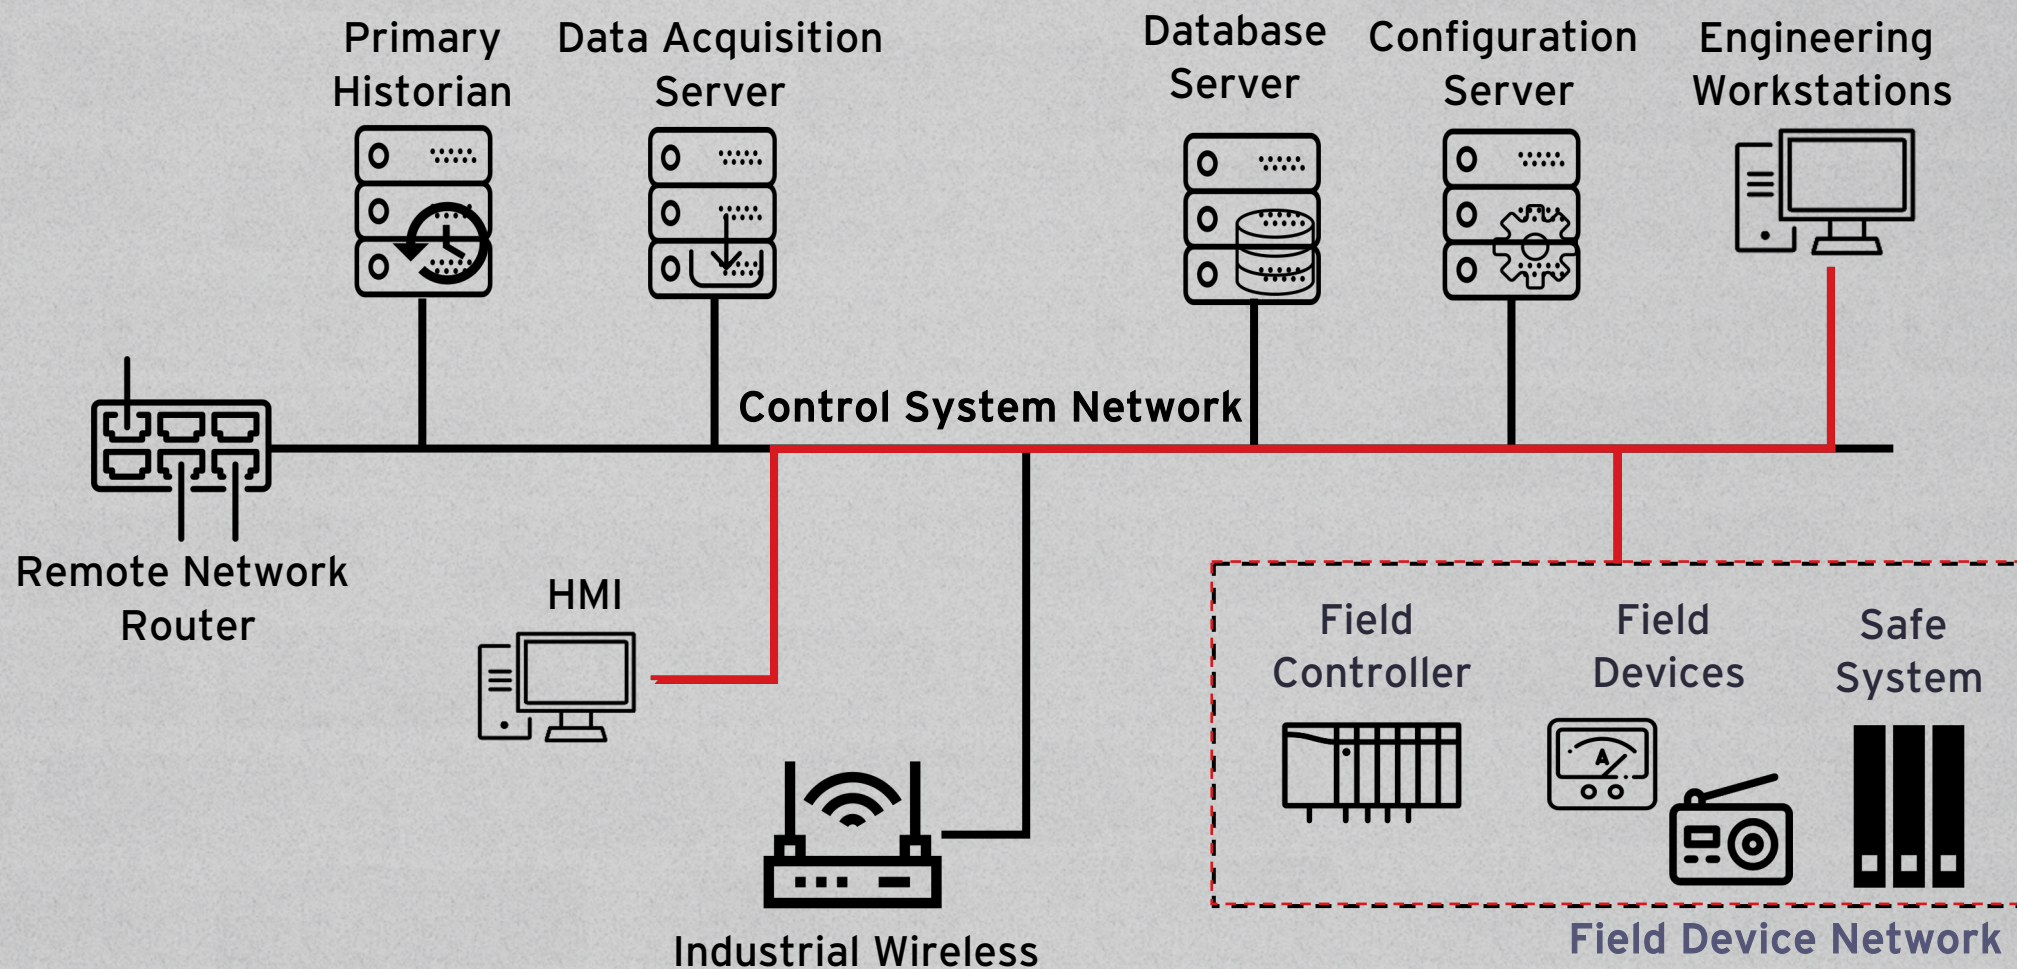 Primary
Historian
Data Acquisition
Server
Database
Server
Configuration
Server
Engineering
Workstations
Control System Network
Remote Network
Router
HMI
Industrial Wireless
Field
Controller
Field
Devices
A
Safe
System
Field Device Network